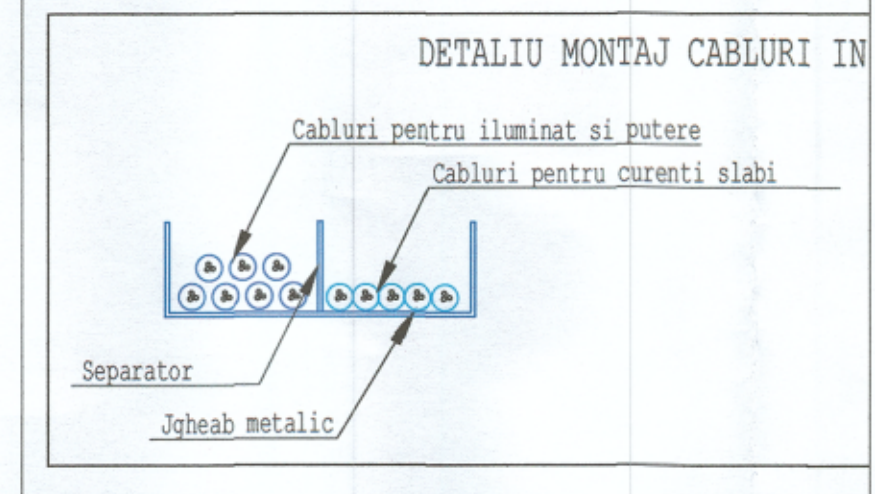 DETALIU MONTAJ CABLURI IN
Cabluri pentru iluminat si putere
Cabluri pentru curenti slabi
Separator
Jgheab metalic